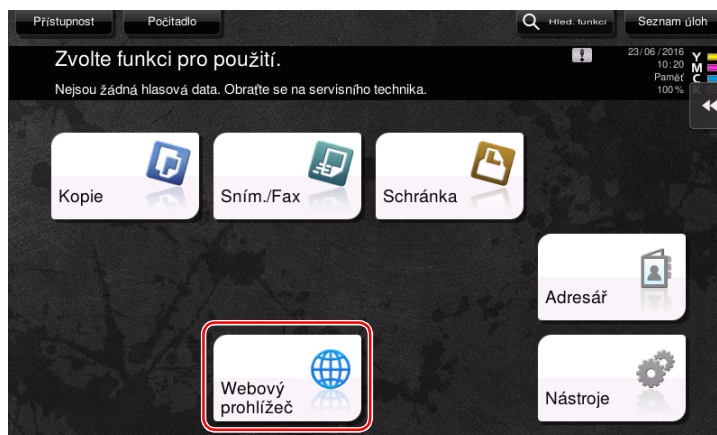 Přístupnost
Počitadlo
Hled. funkcí
Seznam úloh
Zvolte funkci pro použití.
Nejsou žádná hlasová data. Obraťte se na servisního technika.
23/06/2016
10:20
Paměť
100%
Y
M
C
K
Kopie
Sním./Fax
Schránka
Adresář
Webový
prohlížeč
Nástroje